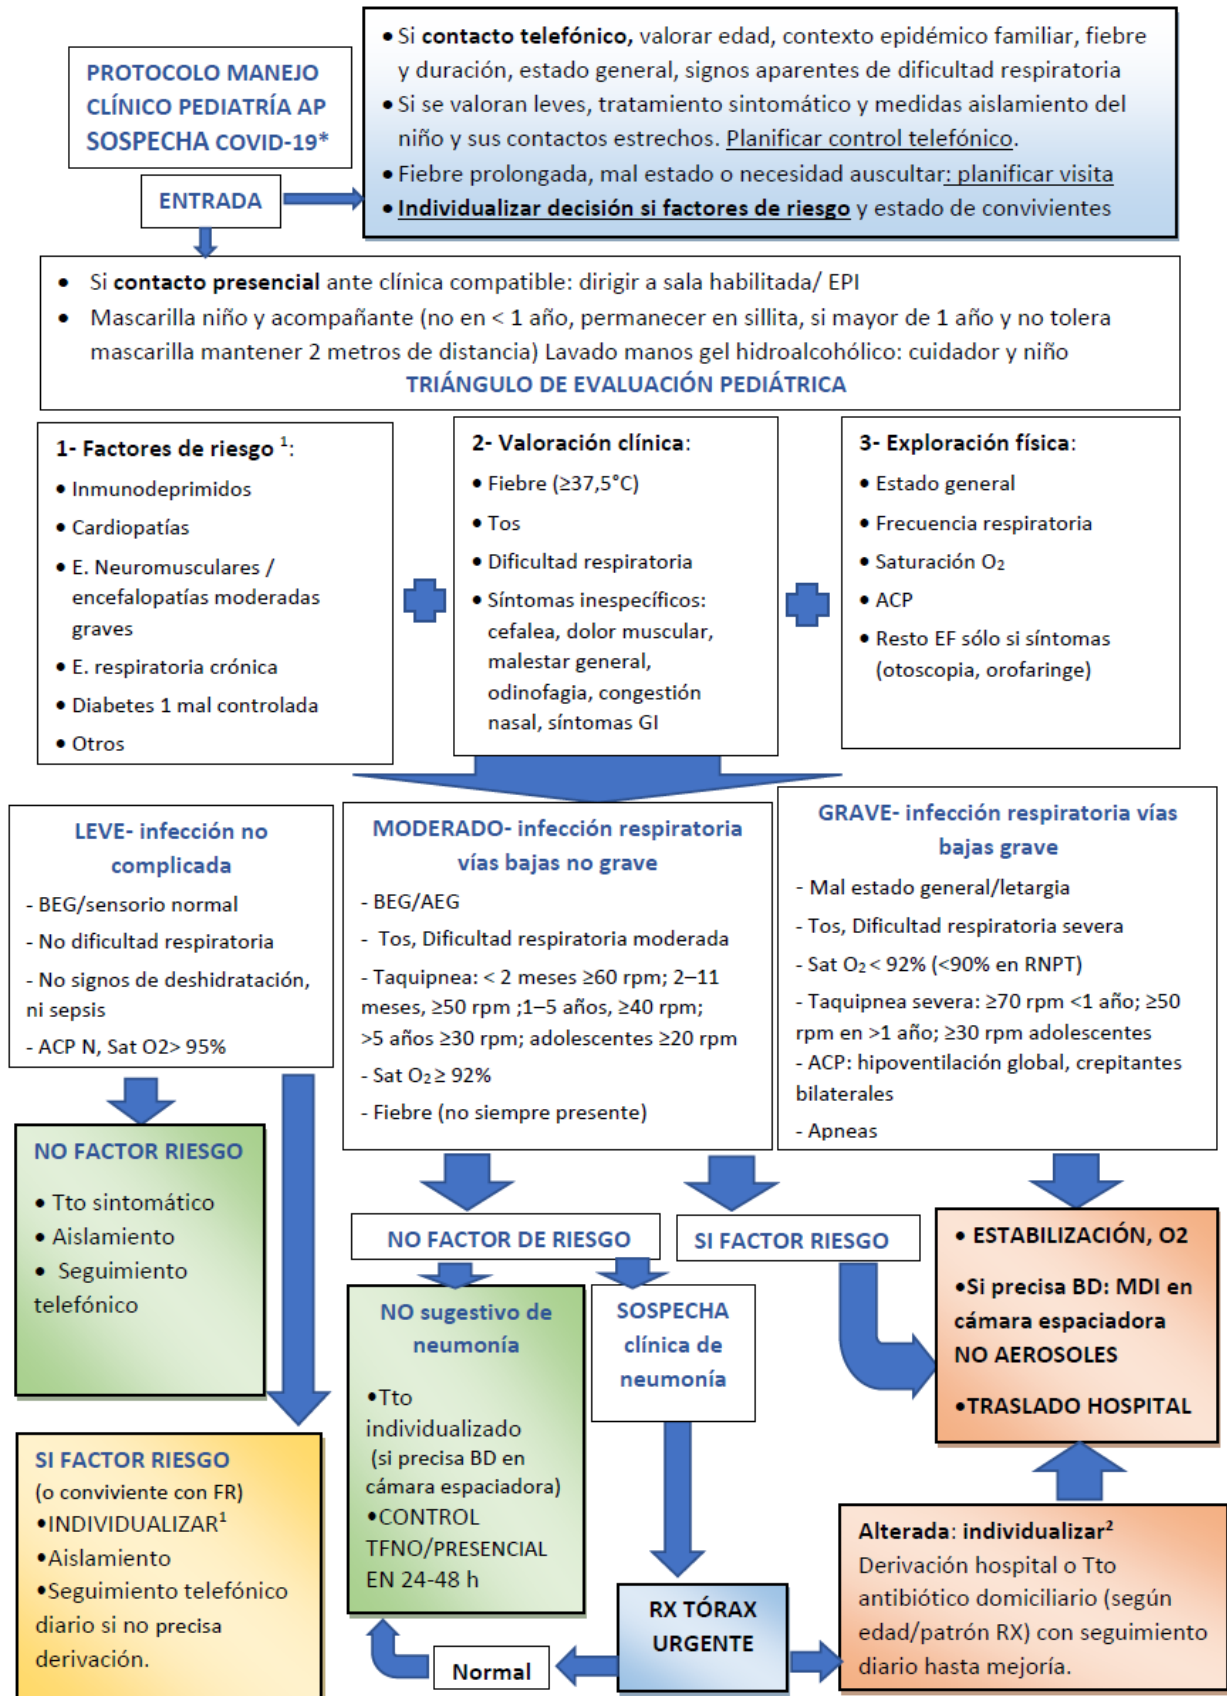 PROTOCOLO MANEJO
CLÍNICO PEDIATRÍA AP
SOSPECHA COVID-19*
ENTRADA
• Si contacto telefónico, valorar edad, contexto epidémico familiar, fiebre
y duración, estado general, signos aparentes de dificultad respiratoria
• Si se valoran leves, tratamiento sintomático y medidas aislamiento del
niño y sus contactos estrechos. Planificar control telefónico.
• Fiebre prolongada, mal estado o necesidad auscultar: planificar visita
• Individualizar decisión si factores de riesgo y estado de convivientes
• Si contacto presencial ante clínica compatible: dirigir a sala habilitada/ EPI
• Mascarilla niño y acompañante (no en < 1 año, permanecer en sillita, si mayor de 1 año y no tolera
mascarilla mantener 2 metros de distancia) Lavado manos gel hidroalcohólico: cuidador y niño
TRIÁNGULO DE EVALUACIÓN PEDIÁTRICA
1- Factores de riesgo ¹:
• Inmunodeprimidos
• Cardiopatías
• E. Neuromusculares /
encefalopatías moderadas
graves
• E. respiratoria crónica
• Diabetes 1 mal controlada
• Otros
2- Valoración clínica:
• Fiebre (≥37,5°C)
• Tos
• Dificultad respiratoria
• Síntomas inespecíficos:
cefalea, dolor muscular,
malestar general,
odinofagia, congestión
nasal, síntomas GI
3- Exploración física:
• Estado general
• Frecuencia respiratoria
• Saturación O₂
• ACP
• Resto EF sólo si síntomas
(otoscopia, orofaringe)
LEVE- infección no
complicada
- BEG/sensorio normal
- No dificultad respiratoria
- No signos de deshidratación,
ni sepsis
- ACP N, Sat O2> 95%
MODERADO- infección respiratoria
vías bajas no grave
- BEG/AEG
- Tos, Dificultad respiratoria moderada
- Taquipnea: < 2 meses ≥60 rpm; 2–11
meses, ≥50 rpm ;1–5 años, ≥40 rpm;
>5 años ≥30 rpm; adolescentes ≥20 rpm
- Sat O₂ ≥ 92%
- Fiebre (no siempre presente)
GRAVE- infección respiratoria vías
bajas grave
- Mal estado general/letargia
- Tos, Dificultad respiratoria severa
- Sat O₂ < 92% (<90% en RNPT)
- Taquipnea severa: ≥70 rpm <1 año; ≥50
rpm en >1 año; ≥30 rpm adolescentes
- ACP: hipoventilación global, crepitantes
bilaterales
- Apneas
NO FACTOR RIESGO
• Tto sintomático
• Aislamiento
• Seguimiento
telefónico
SI FACTOR RIESGO
(o conviviente con FR)
•INDIVIDUALIZAR¹
•Aislamiento
•Seguimiento telefónico
diario si no precisa
derivación.
NO FACTOR DE RIESGO
SI FACTOR RIESGO
NO sugestivo de
neumonía
•Tto
individualizado
(si precisa BD en
cámara espaciadora)
•CONTROL
TFNO/PRESENCIAL
EN 24-48 h
SOSPECHA
clínica de
neumonía
• ESTABILIZACIÓN, O2
•Si precisa BD: MDI en
cámara espaciadora
NO AEROSOLES
•TRASLADO HOSPITAL
RX TÓRAX
URGENTE
Normal
Alterada: individualizar²
Derivación hospital o Tto
antibiótico domiciliario (según
edad/patrón RX) con seguimiento
diario hasta mejoría.